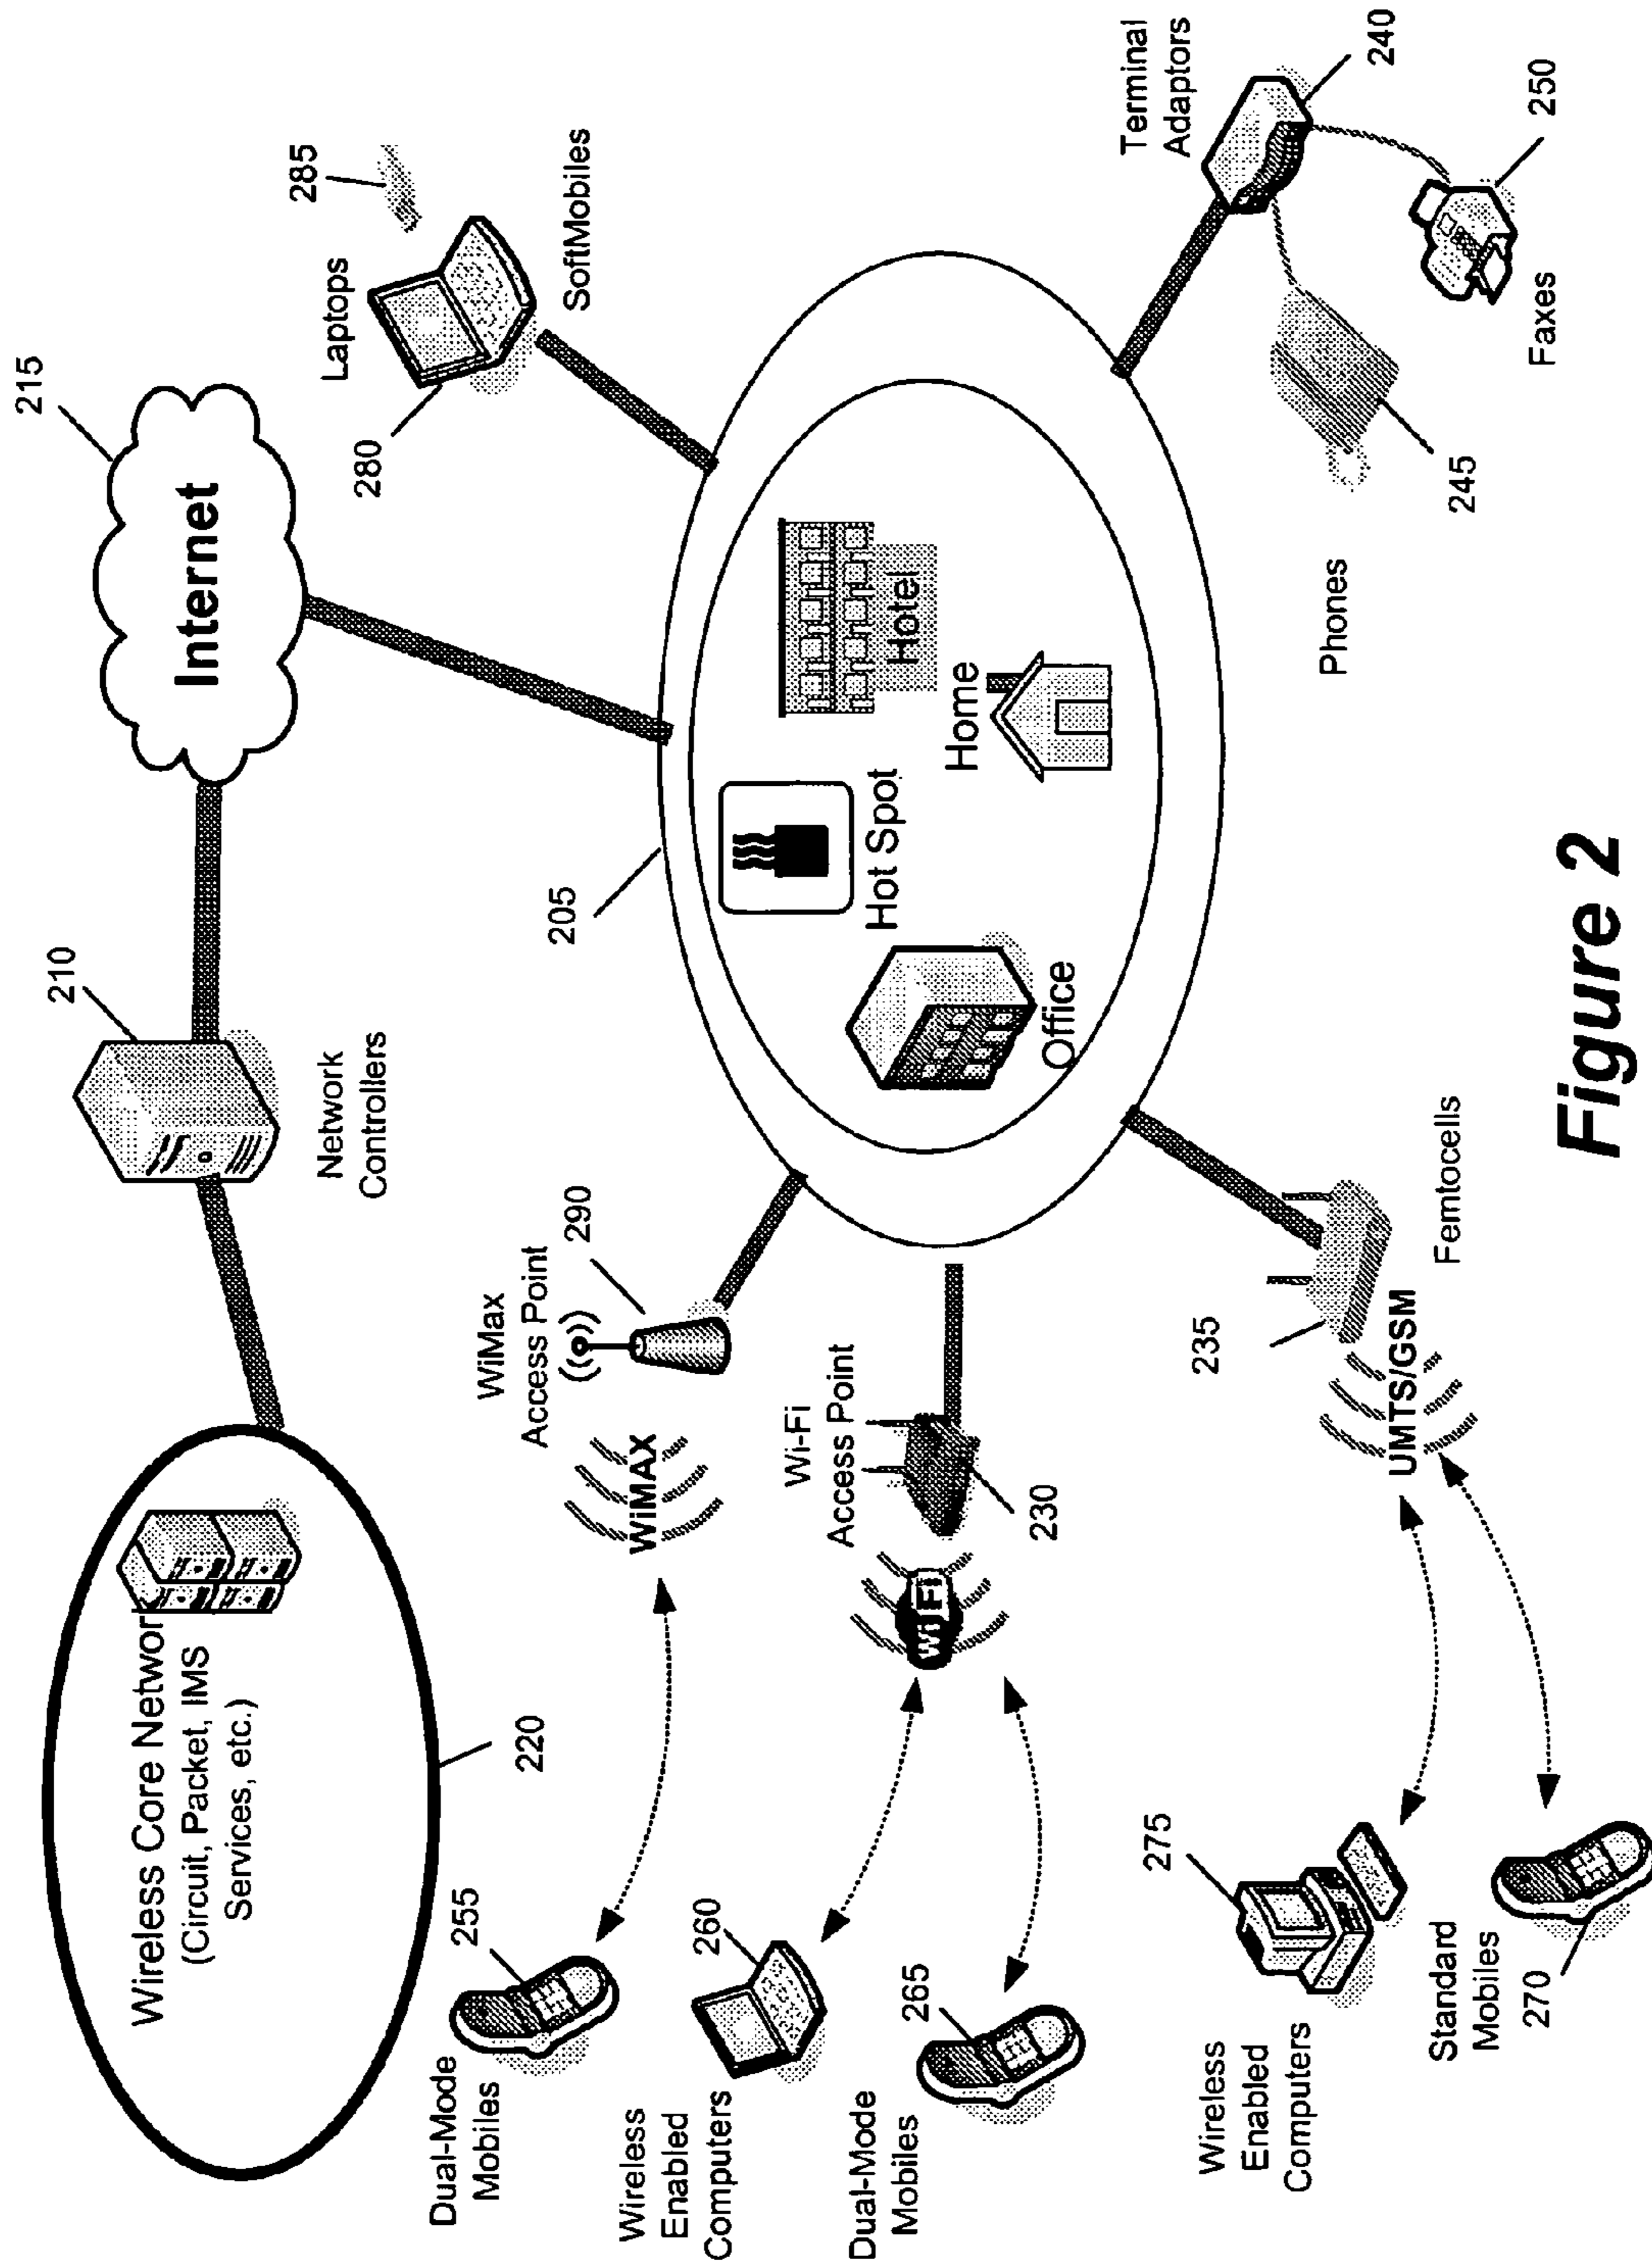 Wireless Core Networ
(Circuit, Packet, IMS
Services, etc.)
220
210
Network
Controllers
215
Internet
285
Laptops
280
SoftMobiles
Dual-Mode
Mobiles
255
WiMAX
WiMax
Access Point
290
205
Wireless
Enabled
Computers
260
Dual-Mode
Mobiles
265
Wi Fi
Wi-Fi
Access Point
230
Hot Spot
Hotel
Office
Home
Terminal
Adaptors
240
Wireless
Enabled
Computers
275
Standard
Mobiles
270
UMTS/GSM
235
Femtocells
Phones
245
Faxes
250
Figure 2